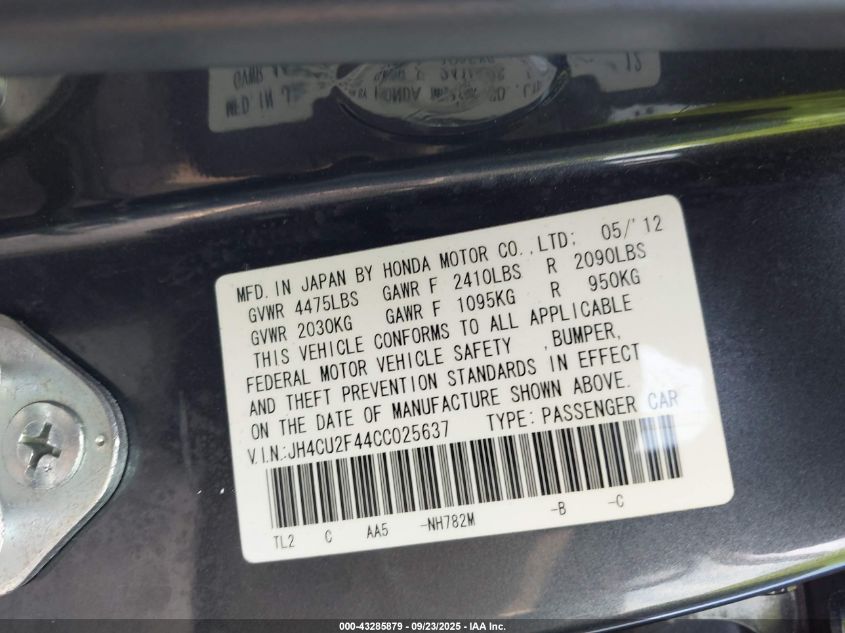 MFD. IN JAPAN BY HONDA MOTOR CO., LTD; 05/'12
GVWR 4475LBS GAWR F 2410LBS R 2090LBS
GVWR 2030KG GAWR F 1095KG R 950KG
THIS VEHICLE CONFORMS TO ALL APPLICABLE
FEDERAL MOTOR VEHICLE SAFETY ,BUMPER,
AND THEFT PREVENTION STANDARDS IN EFFECT
ON THE DATE OF MANUFACTURE SHOWN ABOVE.
V.I.N.:JH4CU2F44CC025637 TYPE: PASSENGER CAR
TL2 C AA5 -NH782M -B -C
000-43285879 - 09/23/2025 - IAA Inc.